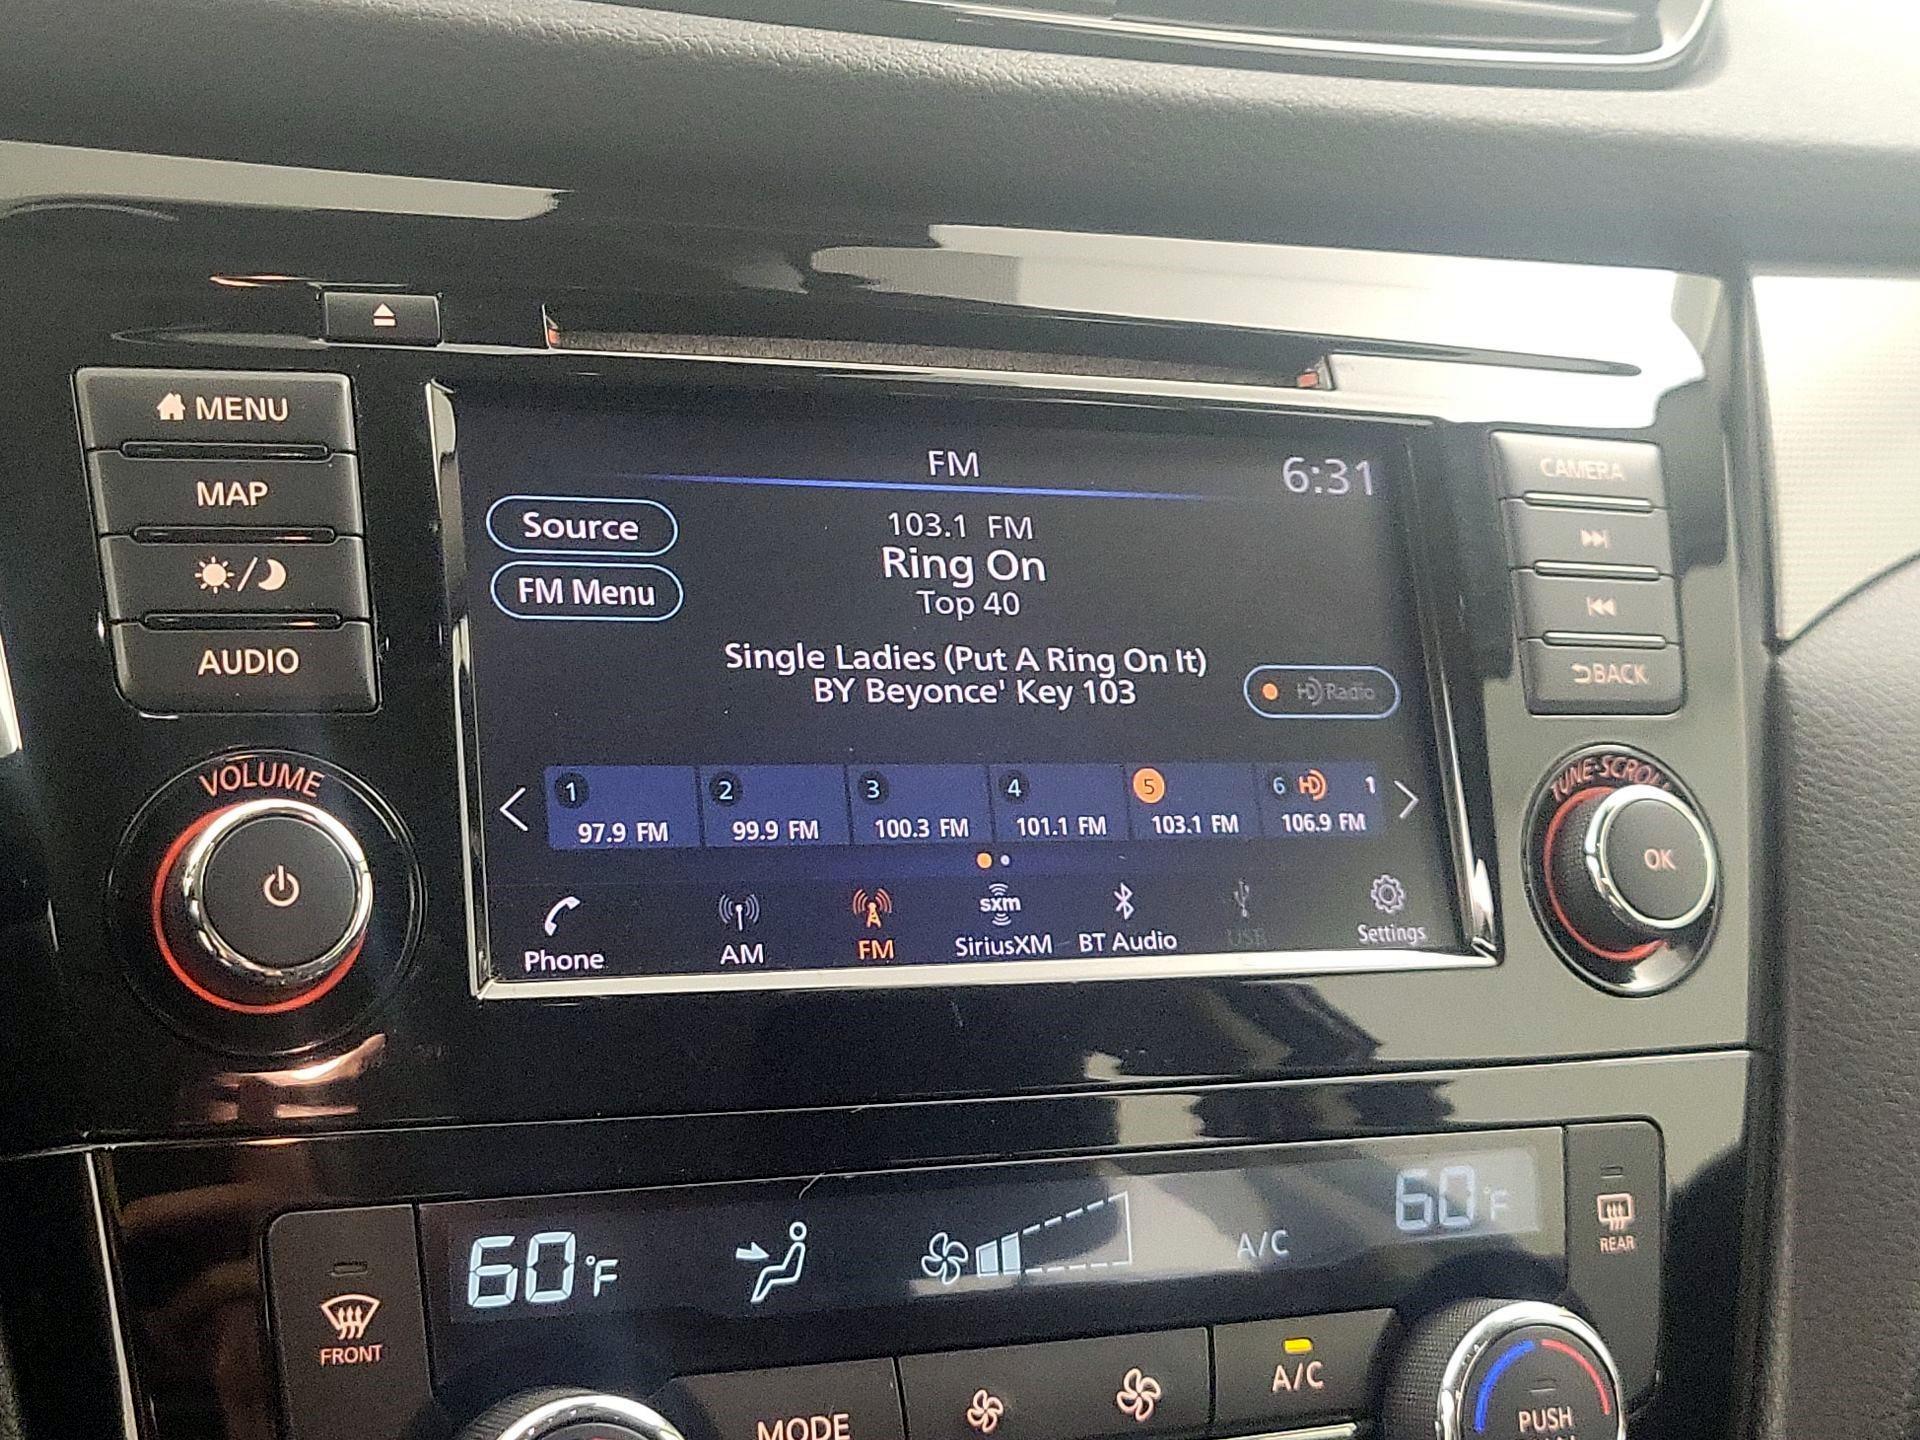 MENU
MAP
AUDIO
VOLUME
FM
6:31
Source
FM Menu
103.1 FM
Ring On
Top 40
Single Ladies (Put A Ring On It)
BY Beyonce' Key 103
HD Radio
1
97.9 FM
2
99.9 FM
3
100.3 FM
4
101.1 FM
5
103.1 FM
6 HD 1
106.9 FM
Phone
AM
FM
sxm
SiriusXM
BT Audio
USB
Settings
CAMERA
BACK
TUNE·SCROLL
OK
60°F
A/C
60°F
FRONT
REAR
MODE
A/C
PUSH